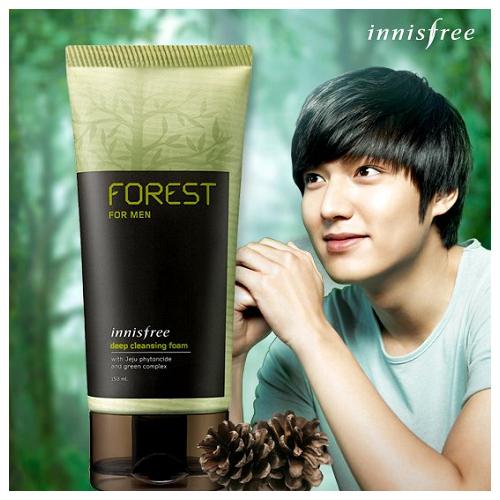 innisfree
FOREST
FOR MEN
innisfree
deep cleansing foam
with Jeju phytoncide
and green complex
150 mL